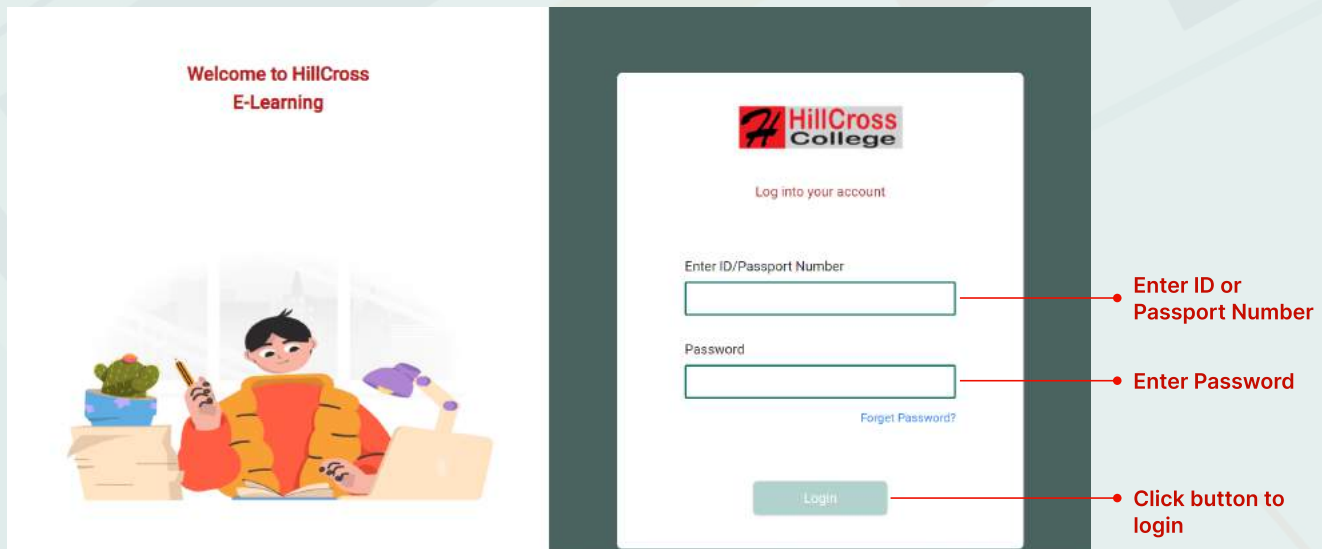 Welcome to HillCross
E-Learning
H HillCross
College
Log into your account
Enter ID/Passport Number
Enter ID or
Passport Number
Password
Enter Password
Forget Password?
Login
Click button to
login